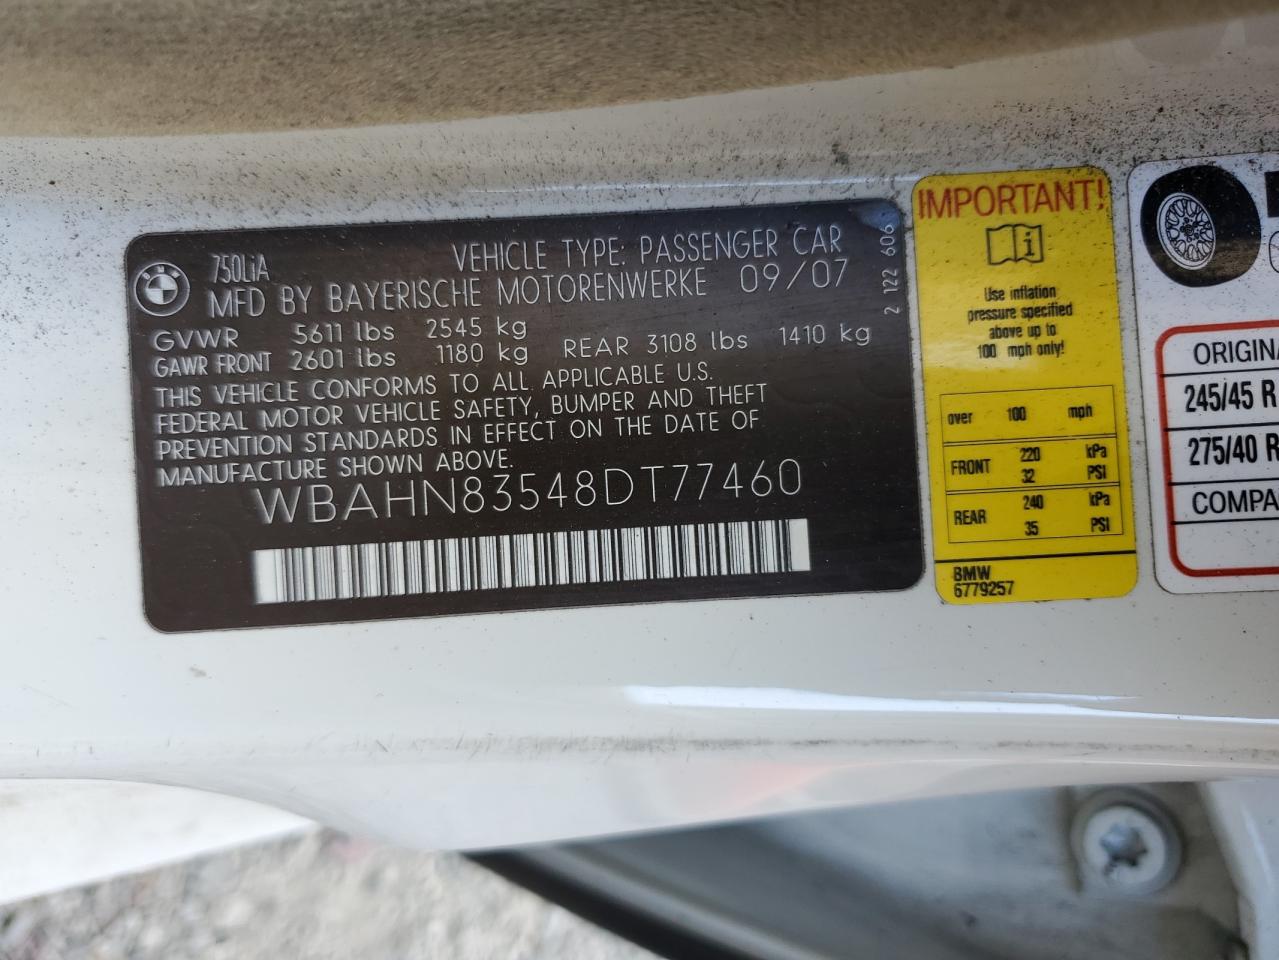 750LiA
VEHICLE TYPE: PASSENGER CAR
MFD BY BAYERISCHE MOTORENWERKE 09/07
GVWR 5611 lbs 2545 kg
GAWR FRONT 2601 lbs 1180 kg REAR 3108 lbs 1410 kg
THIS VEHICLE CONFORMS TO ALL APPLICABLE U.S.
FEDERAL MOTOR VEHICLE SAFETY, BUMPER AND THEFT
PREVENTION STANDARDS IN EFFECT ON THE DATE OF
MANUFACTURE SHOWN ABOVE.
WBAHN83548DT77460
2 122 606
IMPORTANT!
Use inflation
pressure specified
above up to
100 mph only!
over 100 mph
FRONT 220 kPa
32 PSI
REAR 240 kPa
35 PSI
BMW
6779257
ORIGINA
245/45 R
275/40 R
COMPA